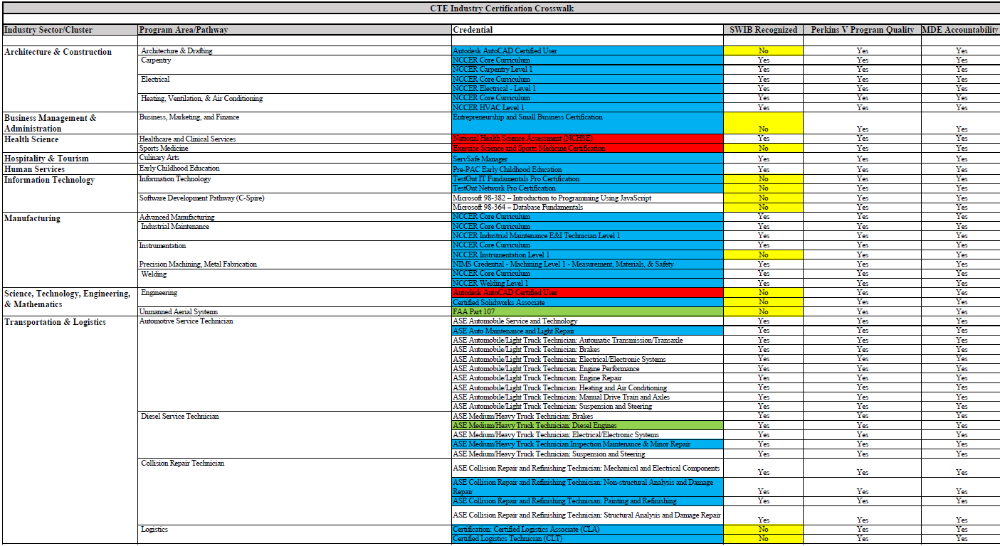 CTE Industry Certification Crosswalk
Industry Sector/Cluster Program Area/Pathway Credential SWIB Recognized Perkins V Program Quality MDE Accountability
Architecture & Construction Architecture & Drafting Autodesk AutoCAD Certified User No Yes Yes
Carpentry NCCER Core Curriculum Yes Yes Yes
NCCER Carpentry Level 1 Yes Yes Yes
Electrical NCCER Core Curriculum Yes Yes Yes
NCCER Electrical - Level 1 Yes Yes Yes
Heating, Ventilation, & Air Conditioning NCCER Core Curriculum Yes Yes Yes
NCCER HVAC Level 1 Yes Yes Yes
Business Management & Business, Marketing, and Finance Entrepreneurship and Small Business Certification
Administration No Yes Yes
Health Science Healthcare and Clinical Services National Health Science Assessment (NCHSE) Yes Yes Yes
Sports Medicine Exercise Science and Sports Medicine Certification No Yes Yes
Hospitality & Tourism Culinary Arts ServSafe Manager Yes Yes Yes
Human Services Early Childhood Education Pre-PAC Early Childhood Education Yes Yes Yes
Information Technology Information Technology TestOut IT Fundamentals Pro Certification No Yes Yes
TestOut Network Pro Certification No Yes Yes
Software Development Pathway (C-Spire) Microsoft 98-382 – Introduction to Programming Using JavaScript No Yes Yes
Microsoft 98-364 – Database Fundamentals No Yes Yes
Manufacturing Advanced Manufacturing NCCER Core Curriculum Yes Yes Yes
Industrial Maintenance NCCER Core Curriculum Yes Yes Yes
NCCER Industrial Maintenance E&I Technician Level 1 Yes Yes Yes
Instrumentation NCCER Core Curriculum Yes Yes Yes
NCCER Instrumentation Level 1 No Yes Yes
Precision Machining, Metal Fabrication NIMS Credential - Machining Level 1 - Measurement, Materials, & Safety Yes Yes Yes
Welding NCCER Core Curriculum Yes Yes Yes
NCCER Welding Level 1 Yes Yes Yes
Science, Technology, Engineering, Engineering Autodesk AutoCAD Certified User No Yes Yes
& Mathematics Certified Solidworks Associate No Yes Yes
Unmanned Aerial Systems FAA Part 107 No Yes Yes
Transportation & Logistics Automotive Service Technician ASE Automobile Service and Technology Yes Yes Yes
ASE Auto Maintenance and Light Repair Yes Yes Yes
ASE Automobile/Light Truck Technician: Automatic Transmission/Transaxle Yes Yes Yes
ASE Automobile/Light Truck Technician: Brakes Yes Yes Yes
ASE Automobile/Light Truck Technician: Electrical/Electronic Systems Yes Yes Yes
ASE Automobile/Light Truck Technician: Engine Performance Yes Yes Yes
ASE Automobile/Light Truck Technician: Engine Repair Yes Yes Yes
ASE Automobile/Light Truck Technician: Heating and Air Conditioning Yes Yes Yes
ASE Automobile/Light Truck Technician: Manual Drive Train and Axles Yes Yes Yes
ASE Automobile/Light Truck Technician: Suspension and Steering Yes Yes Yes
Diesel Service Technician ASE Medium/Heavy Truck Technician: Brakes Yes Yes Yes
ASE Medium/Heavy Truck Technician: Diesel Engines Yes Yes Yes
ASE Medium/Heavy Truck Technician: Electrical/Electronic Systems Yes Yes Yes
ASE Medium/Heavy Truck Technician:Inspection Maintenance & Minor Repair Yes Yes Yes
ASE Medium/Heavy Truck Technician: Suspension and Steering Yes Yes Yes
Collision Repair Technician ASE Collision Repair and Refinishing Technician: Mechanical and Electrical Components Yes Yes Yes
ASE Collision Repair and Refinishing Technician: Non-structural Analysis and Damage
Repair Yes Yes Yes
ASE Collision Repair and Refinishing Technician: Painting and Refinishing Yes Yes Yes
ASE Collision Repair and Refinishing Technician: Structural Analysis and Damage Repair Yes Yes Yes
Logistics Certification: Certified Logistics Associate (CLA) No Yes Yes
Certified Logistics Technician (CLT) No Yes Yes